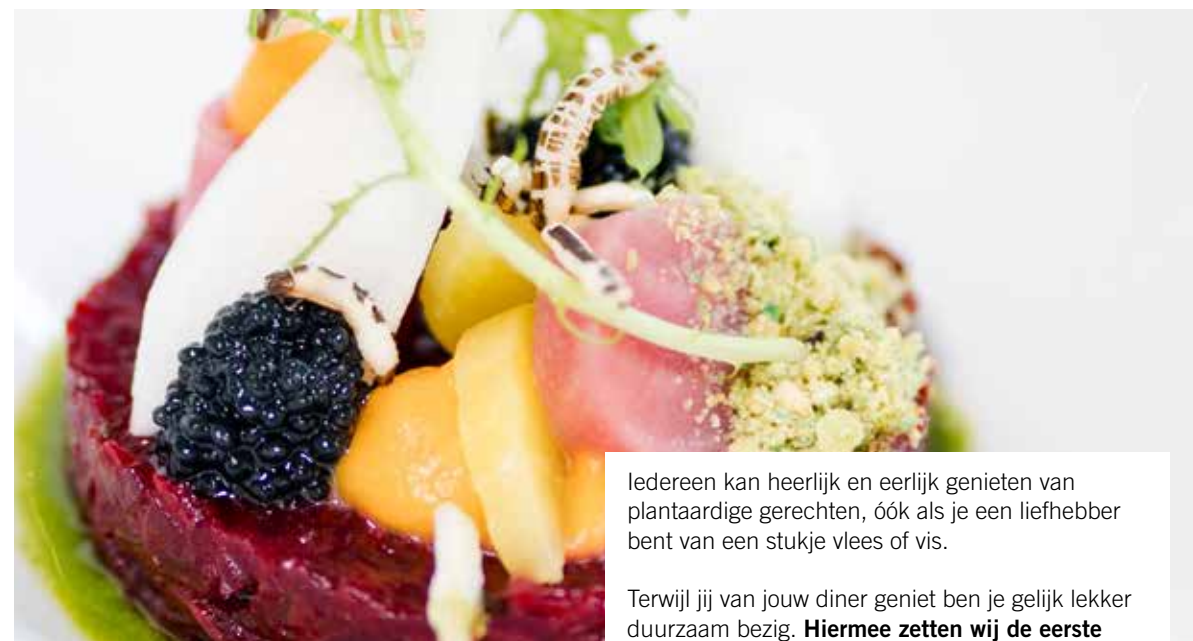 Iedereen kan heerlijk en eerlijk genieten van
plantaardige gerechten, óók als je een liefhebber
bent van een stukje vlees of vis.
Terwijl jij van jouw diner geniet ben je gelijk lekker
duurzaam bezig. Hiermee zetten wij de eerste